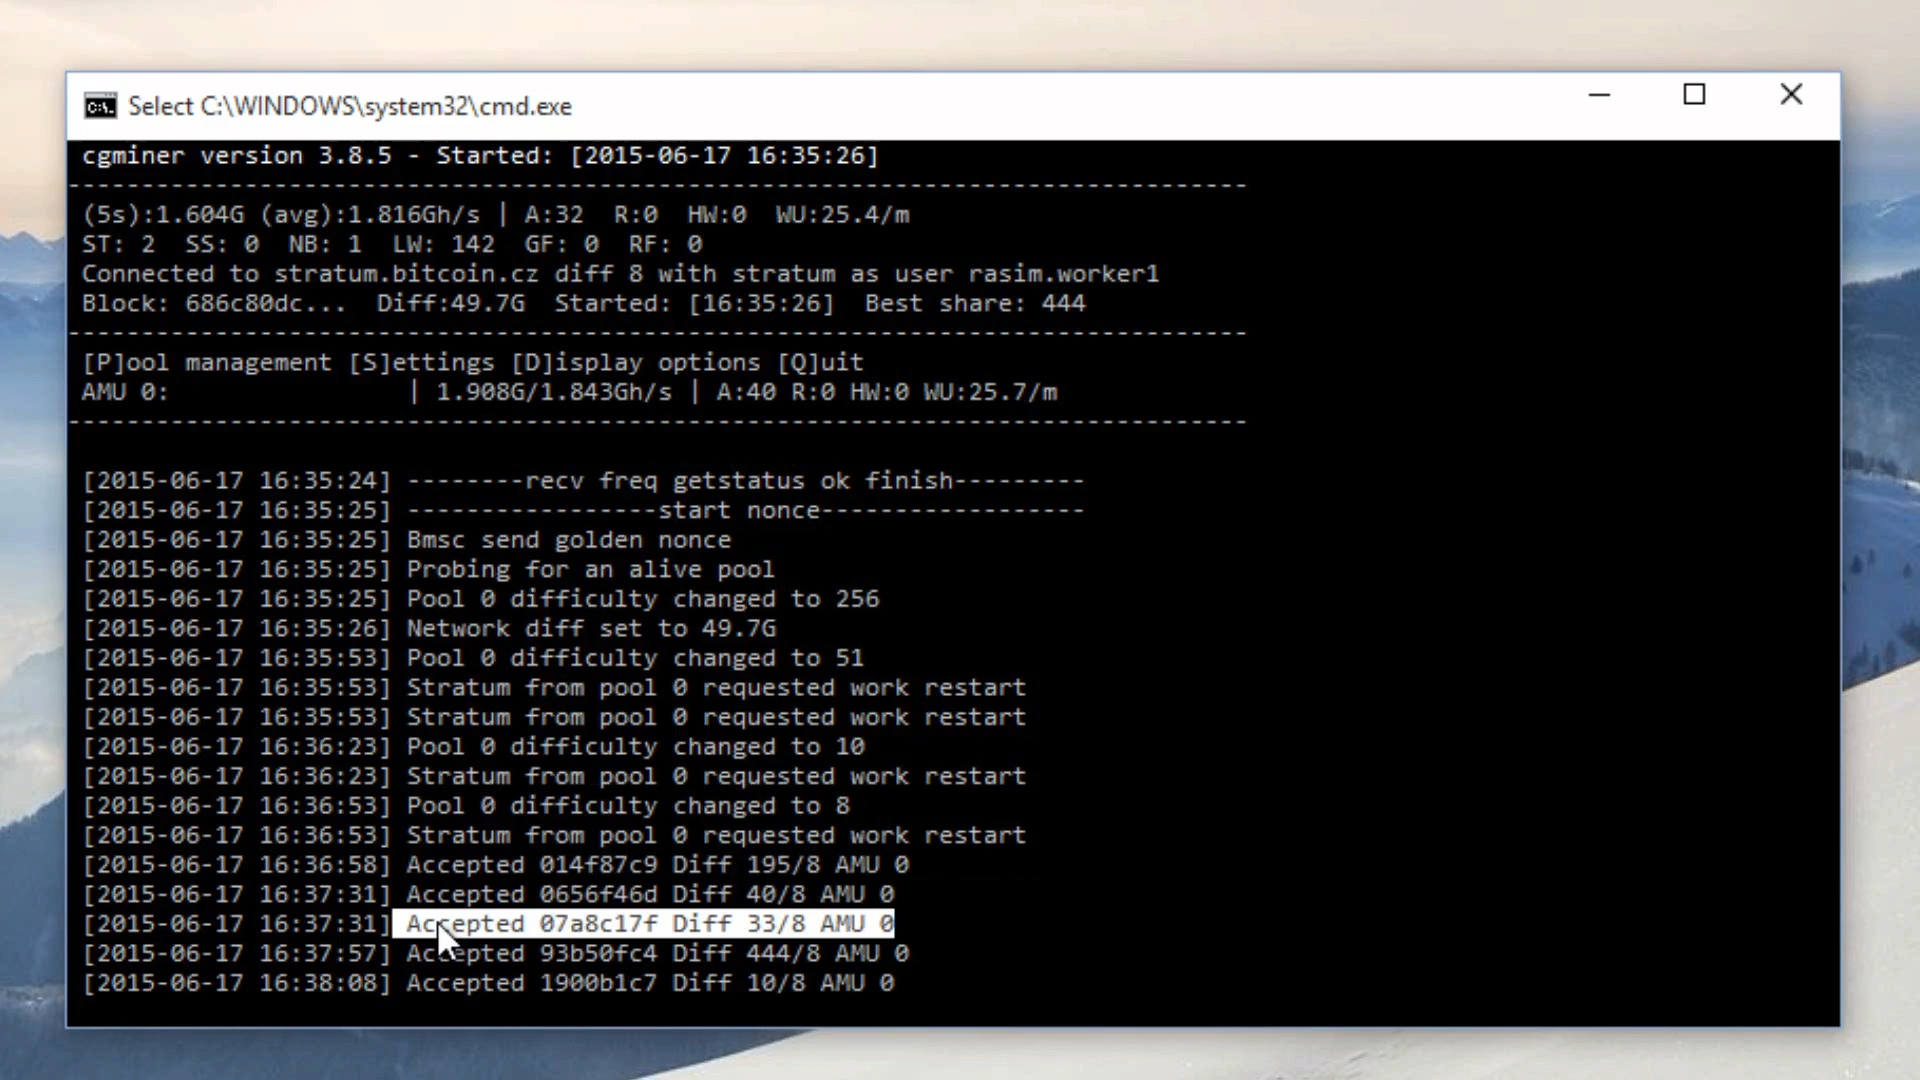 Select C:\WINDOWS\system32\cmd.exe
cgminer version 3.8.5 - Started: [2015-06-17 16:35:26]
--------------------------------------------------------------------------------
(5s):1.604G (avg):1.816Gh/s | A:32  R:0  HW:0  WU:25.4/m
ST: 2  SS: 0  NB: 1  LW: 142  GF: 0  RF: 0
Connected to stratum.bitcoin.cz diff 8 with stratum as user rasim.worker1
Block: 686c80dc...  Diff:49.7G  Started: [16:35:26]  Best share: 444
--------------------------------------------------------------------------------
[P]ool management [S]ettings [D]isplay options [Q]uit
AMU 0:                | 1.908G/1.843Gh/s | A:40 R:0 HW:0 WU:25.7/m
--------------------------------------------------------------------------------
[2015-06-17 16:35:24] --------recv freq getstatus ok finish---------
[2015-06-17 16:35:25] -----------------start nonce------------------
[2015-06-17 16:35:25] Bmsc send golden nonce
[2015-06-17 16:35:25] Probing for an alive pool
[2015-06-17 16:35:25] Pool 0 difficulty changed to 256
[2015-06-17 16:35:26] Network diff set to 49.7G
[2015-06-17 16:35:53] Pool 0 difficulty changed to 51
[2015-06-17 16:35:53] Stratum from pool 0 requested work restart
[2015-06-17 16:35:53] Stratum from pool 0 requested work restart
[2015-06-17 16:36:23] Pool 0 difficulty changed to 10
[2015-06-17 16:36:23] Stratum from pool 0 requested work restart
[2015-06-17 16:36:53] Pool 0 difficulty changed to 8
[2015-06-17 16:36:53] Stratum from pool 0 requested work restart
[2015-06-17 16:36:58] Accepted 014f87c9 Diff 195/8 AMU 0
[2015-06-17 16:37:31] Accepted 0656f46d Diff 40/8 AMU 0
[2015-06-17 16:37:31] Accepted 07a8c17f Diff 33/8 AMU 0
[2015-06-17 16:37:57] Accepted 93b50fc4 Diff 444/8 AMU 0
[2015-06-17 16:38:08] Accepted 1900b1c7 Diff 10/8 AMU 0